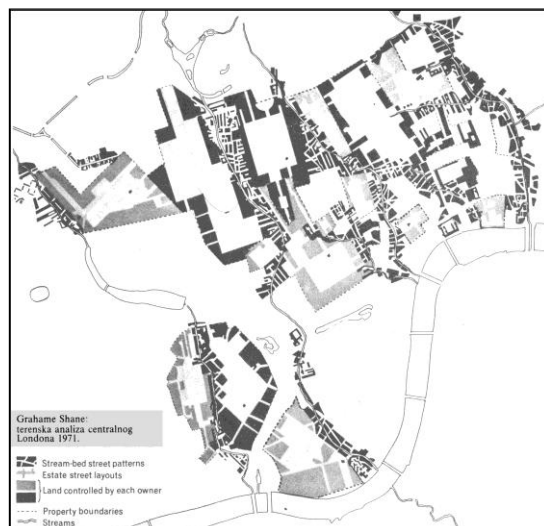 Grahame Shane:
terenska analiza centralnog
Londona 1971.
Stream-bed street patterns
Estate street layouts
Land controlled by each owner
Property boundaries
Streams